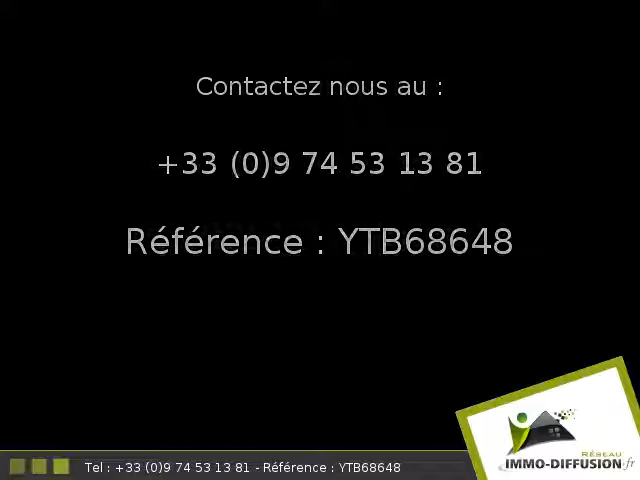 Contactez nous au :
+33 (0)9 74 53 13 81
Référence : YTB68648
RÉSEAU
IMMO-DIFFUSION.fr
Tel : +33 (0)9 74 53 13 81 - Référence : YTB68648